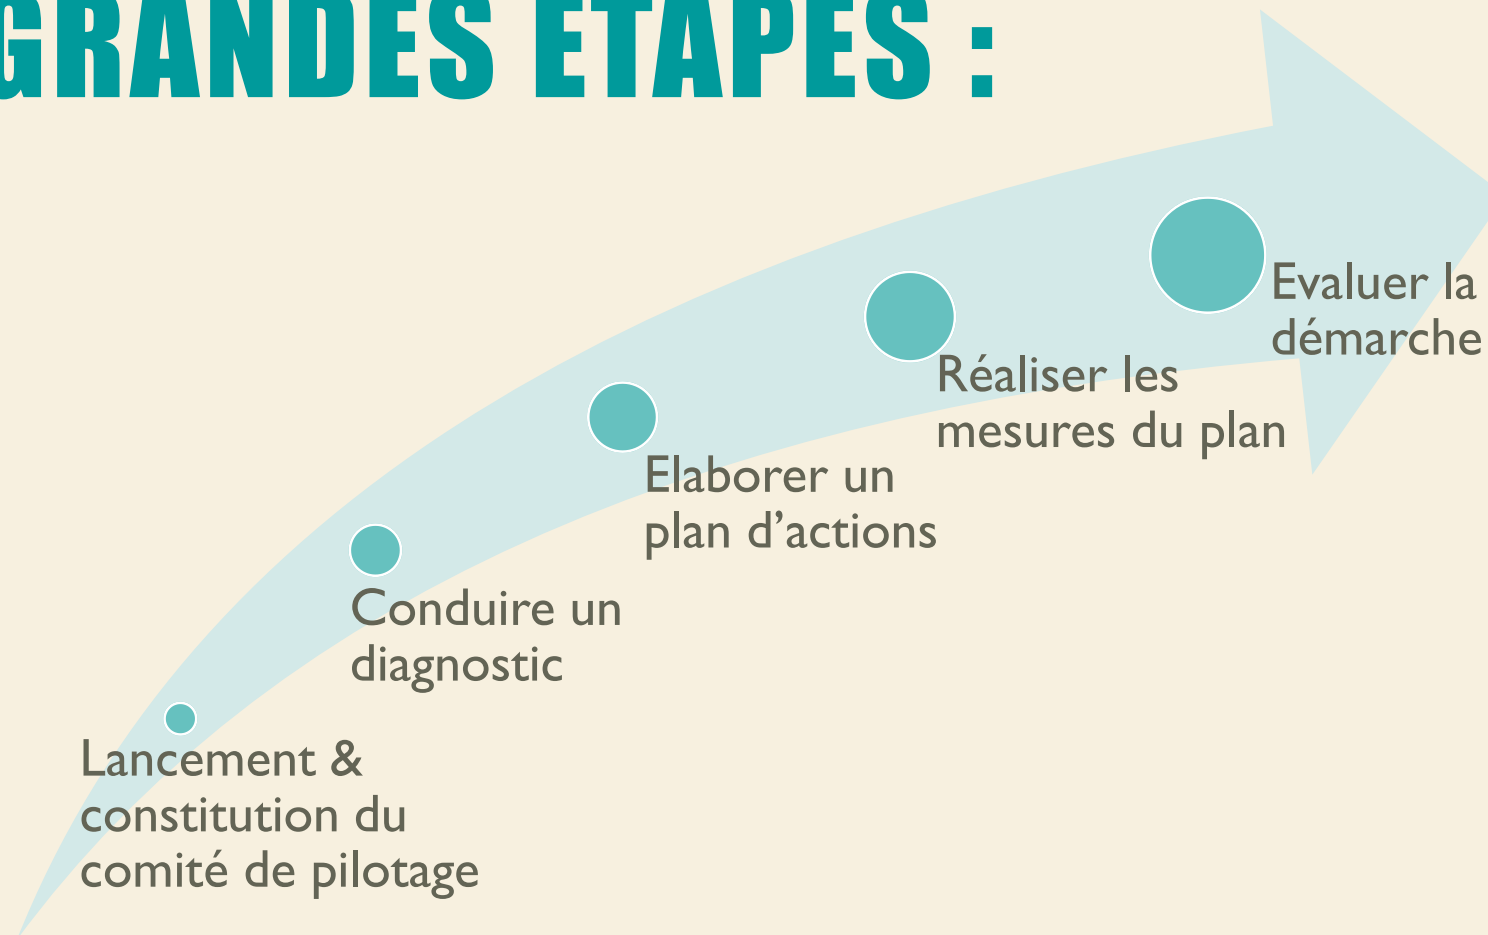 GRANDES ETAPES :
Evaluer la
démarche
Réaliser les
mesures du plan
Elaborer un
plan d’actions
Conduire un
diagnostic
Lancement &
constitution du
comité de pilotage